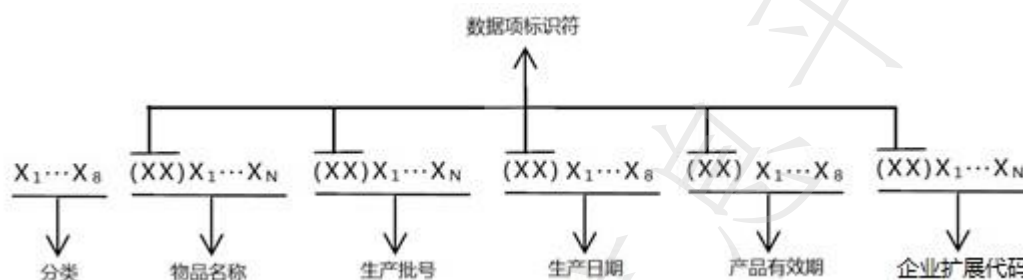 数据项标识符
X₁…X₈ (XX)X₁…X_N (XX)X₁…X_N (XX) X₁…X₈ (XX) X₁…X₈ (XX)X₁…X_N
分类 物品名称 生产批号 生产日期 产品有效期 企业扩展代码